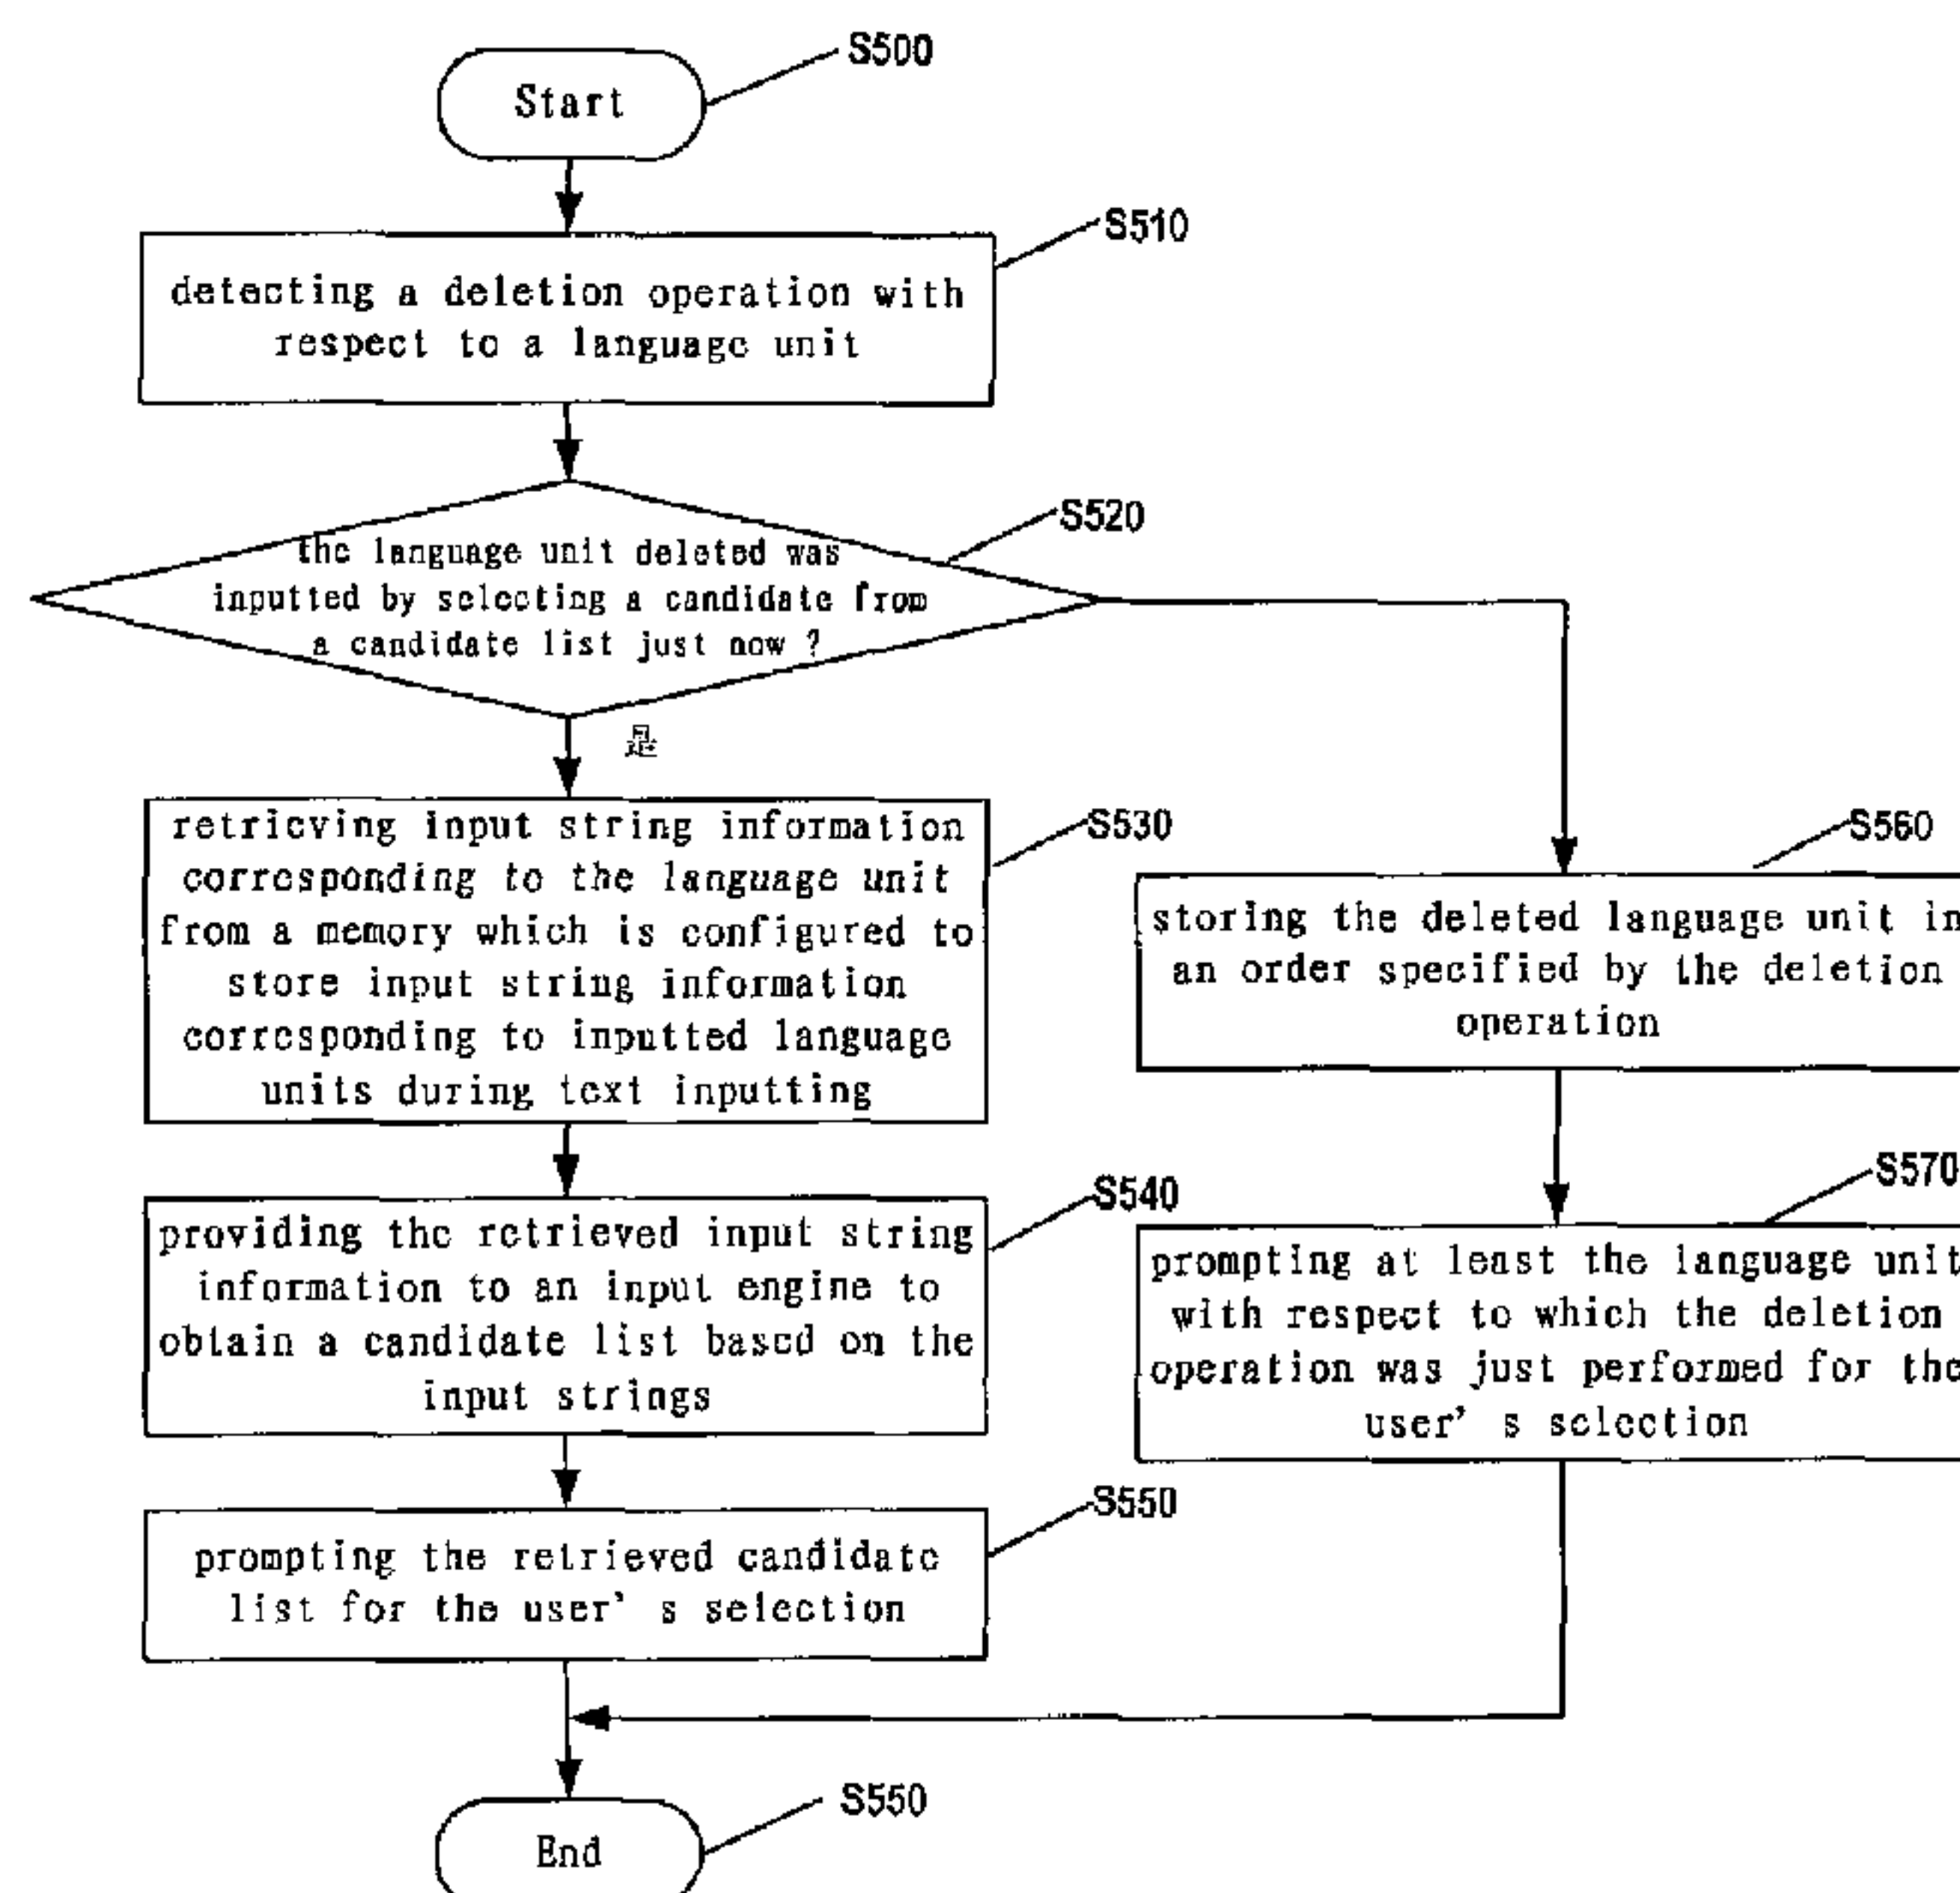 Start
S500
S510
detecting a deletion operation with
respect to a language unit
S520
the language unit deleted was
inputted by selecting a candidate from
a candidate list just now ?
是
S530
retrieving input string information
corresponding to the language unit
from a memory which is configured to
store input string information
corresponding to inputted language
units during text inputting
S560
storing the deleted language unit in
an order specified by the deletion
operation
S540
providing the retrieved input string
information to an input engine to
obtain a candidate list based on the
input strings
S570
prompting at least the language unit
with respect to which the deletion
operation was just performed for the
user' s selection
S550
prompting the retrieved candidate
list for the user' s selection
S550
End